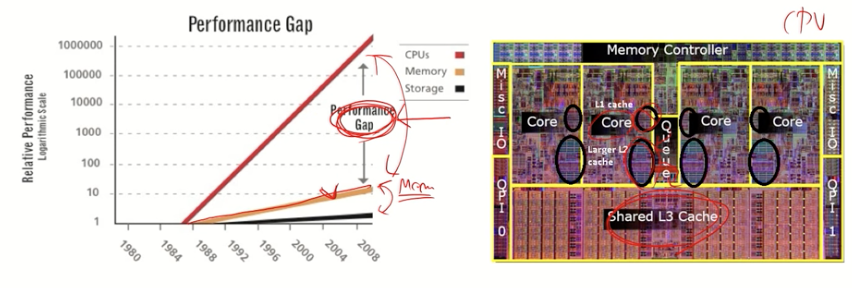 Performance Gap
Relative Performance
Logarithmic Scale
1000000
100000
10000
1000
100
10
1
1980
1984
1988
1992
1996
2000
2004
2008
CPUs
Memory
Storage
Performance
Gap
Mem
CPU
Memory Controller
Misc IO
QPI 0
Core
L1 cache
Core
Larger L2
cache
Queue
Core
Core
Misc IO
QPI 1
Shared L3 Cache